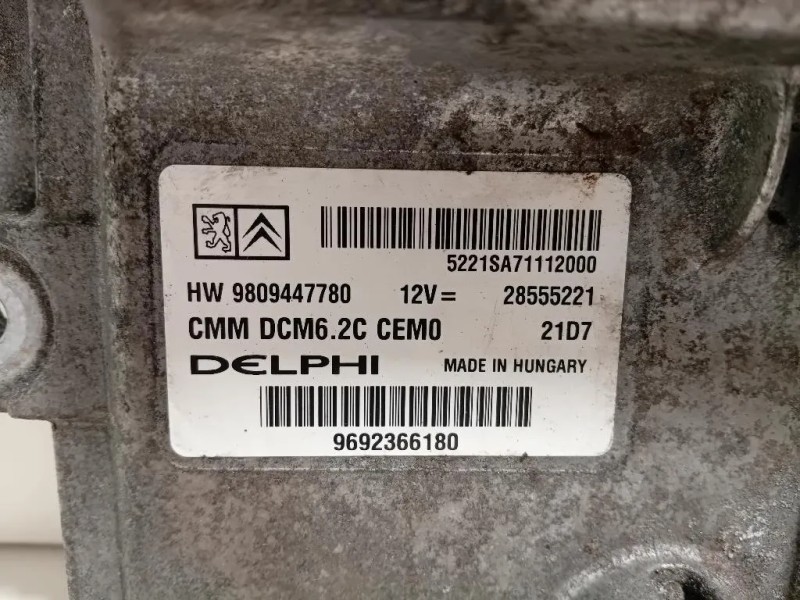 5221SA71112000
HW 9809447780 12V= 28555221
CMM DCM6.2C CEM0 21D7
DELPHI MADE IN HUNGARY
9692366180